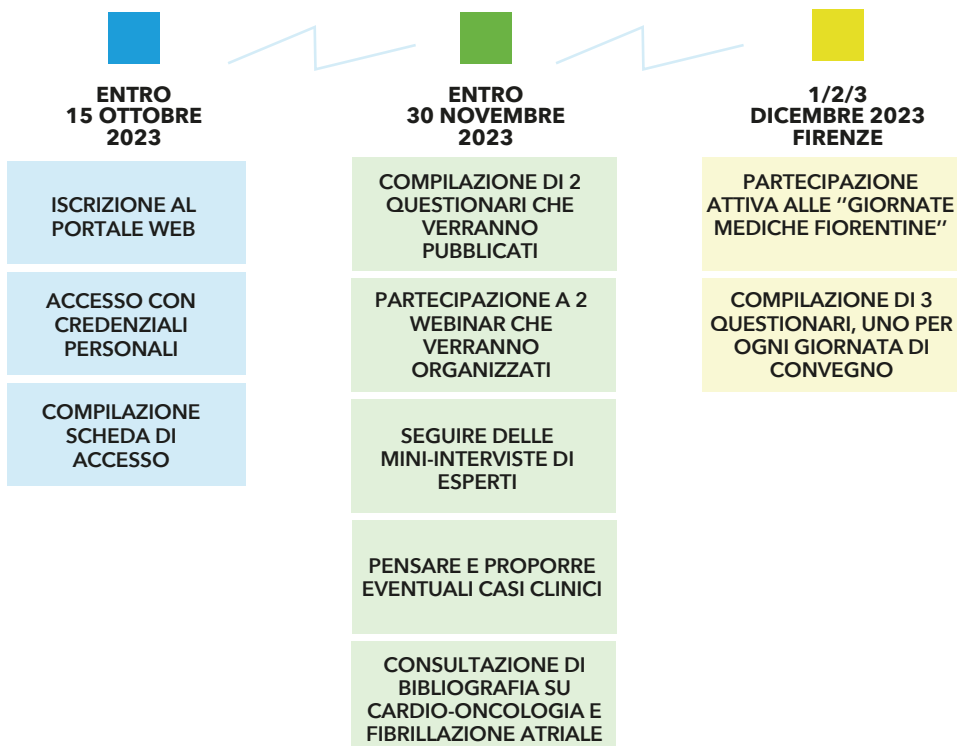 ENTRO
15 OTTOBRE
2023
ISCRIZIONE AL
PORTALE WEB
ACCESSO CON
CREDENZIALI
PERSONALI
COMPILAZIONE
SCHEDA DI
ACCESSO
ENTRO
30 NOVEMBRE
2023
COMPILAZIONE DI 2
QUESTIONARI CHE
VERRANNO
PUBBLICATI
PARTECIPAZIONE A 2
WEBINAR CHE
VERRANNO
ORGANIZZATI
SEGUIRE DELLE
MINI-INTERVISTE DI
ESPERTI
PENSARE E PROPORRE
EVENTUALI CASI CLINICI
CONSULTAZIONE DI
BIBLIOGRAFIA SU
CARDIO-ONCOLOGIA E
FIBRILLAZIONE ATRIALE
1/2/3
DICEMBRE 2023
FIRENZE
PARTECIPAZIONE
ATTIVA ALLE "GIORNATE
MEDICHE FIORENTINE"
COMPILAZIONE DI 3
QUESTIONARI, UNO PER
OGNI GIORNATA DI
CONVEGNO